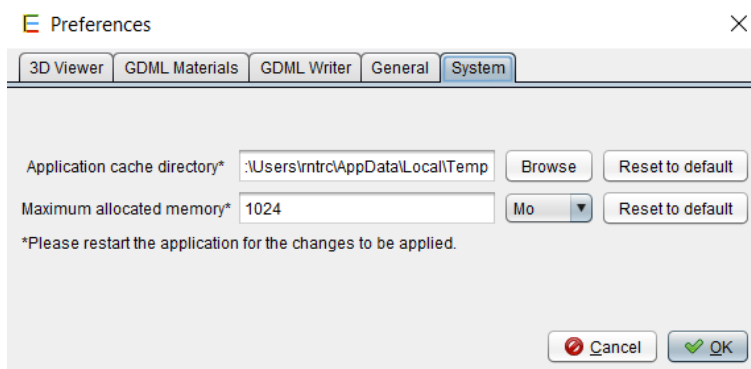 Preferences
3D Viewer GDML Materials GDML Writer General System
Application cache directory* :\Users\rntrc\AppData\Local\Temp Browse Reset to default
Maximum allocated memory* 1024 Mo Reset to default
*Please restart the application for the changes to be applied.
Cancel OK